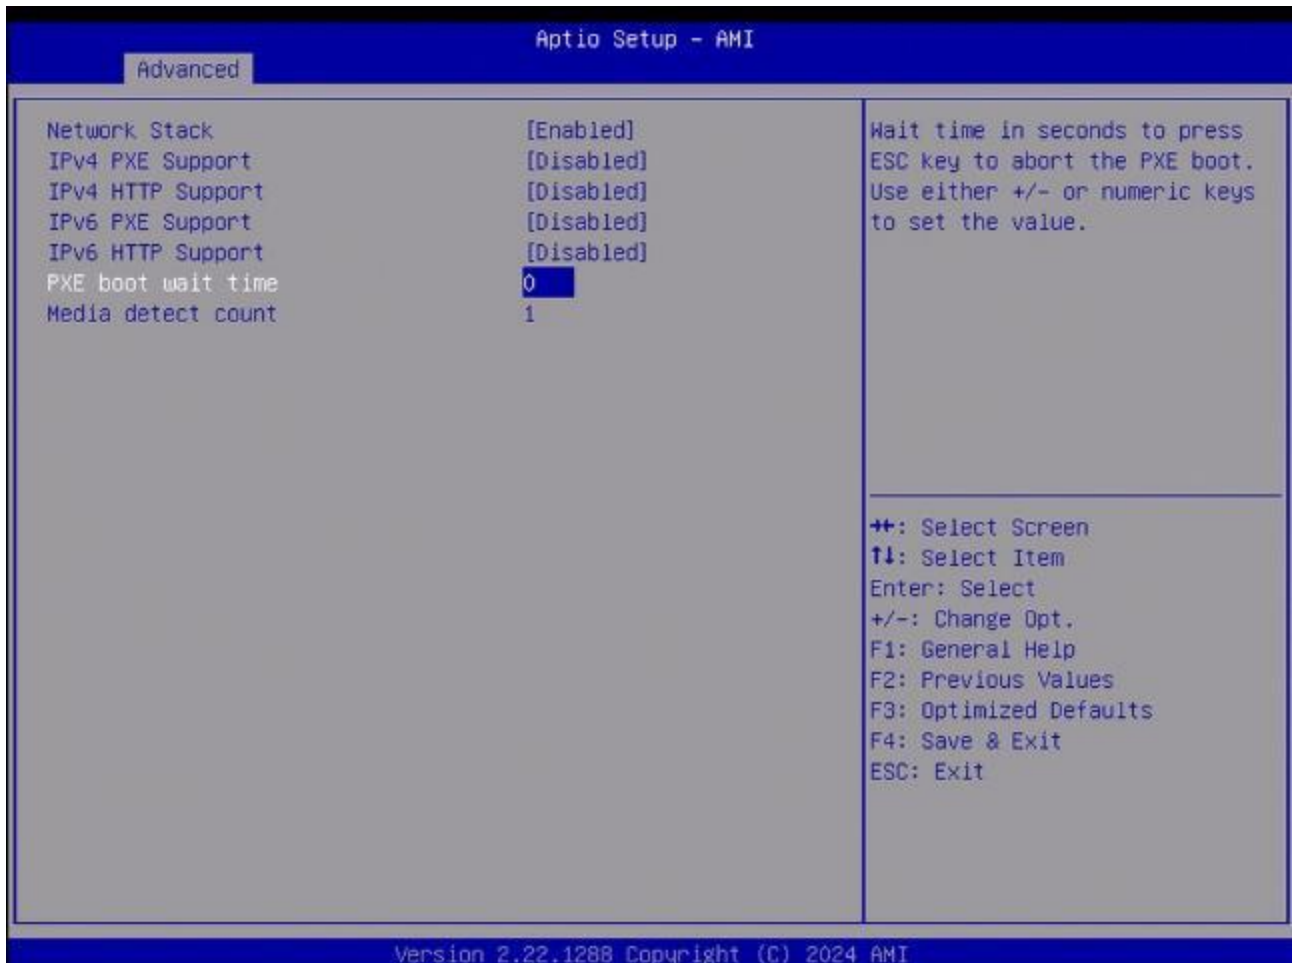 Aptio Setup – AMI
Advanced
Network Stack [Enabled]
IPv4 PXE Support [Disabled]
IPv4 HTTP Support [Disabled]
IPv6 PXE Support [Disabled]
IPv6 HTTP Support [Disabled]
PXE boot wait time 0
Media detect count 1
Wait time in seconds to press
ESC key to abort the PXE boot.
Use either +/- or numeric keys
to set the value.
→←: Select Screen
↑↓: Select Item
Enter: Select
+/-: Change Opt.
F1: General Help
F2: Previous Values
F3: Optimized Defaults
F4: Save & Exit
ESC: Exit
Version 2.22.1288 Copyright (C) 2024 AMI